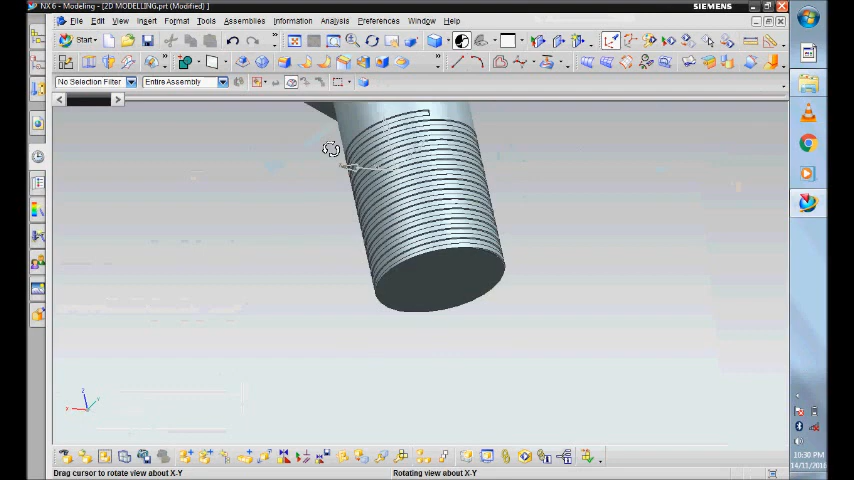 NX 6 - Modeling - [2D MODELLING.prt (Modified) ]
SIEMENS
File Edit View Insert Format Tools Assemblies Information Analysis Preferences Window Help
Start
No Selection Filter Entire Assembly
Z
Y
X
Drag cursor to rotate view about X-Y
Rotating view about X-Y
10:30 PM